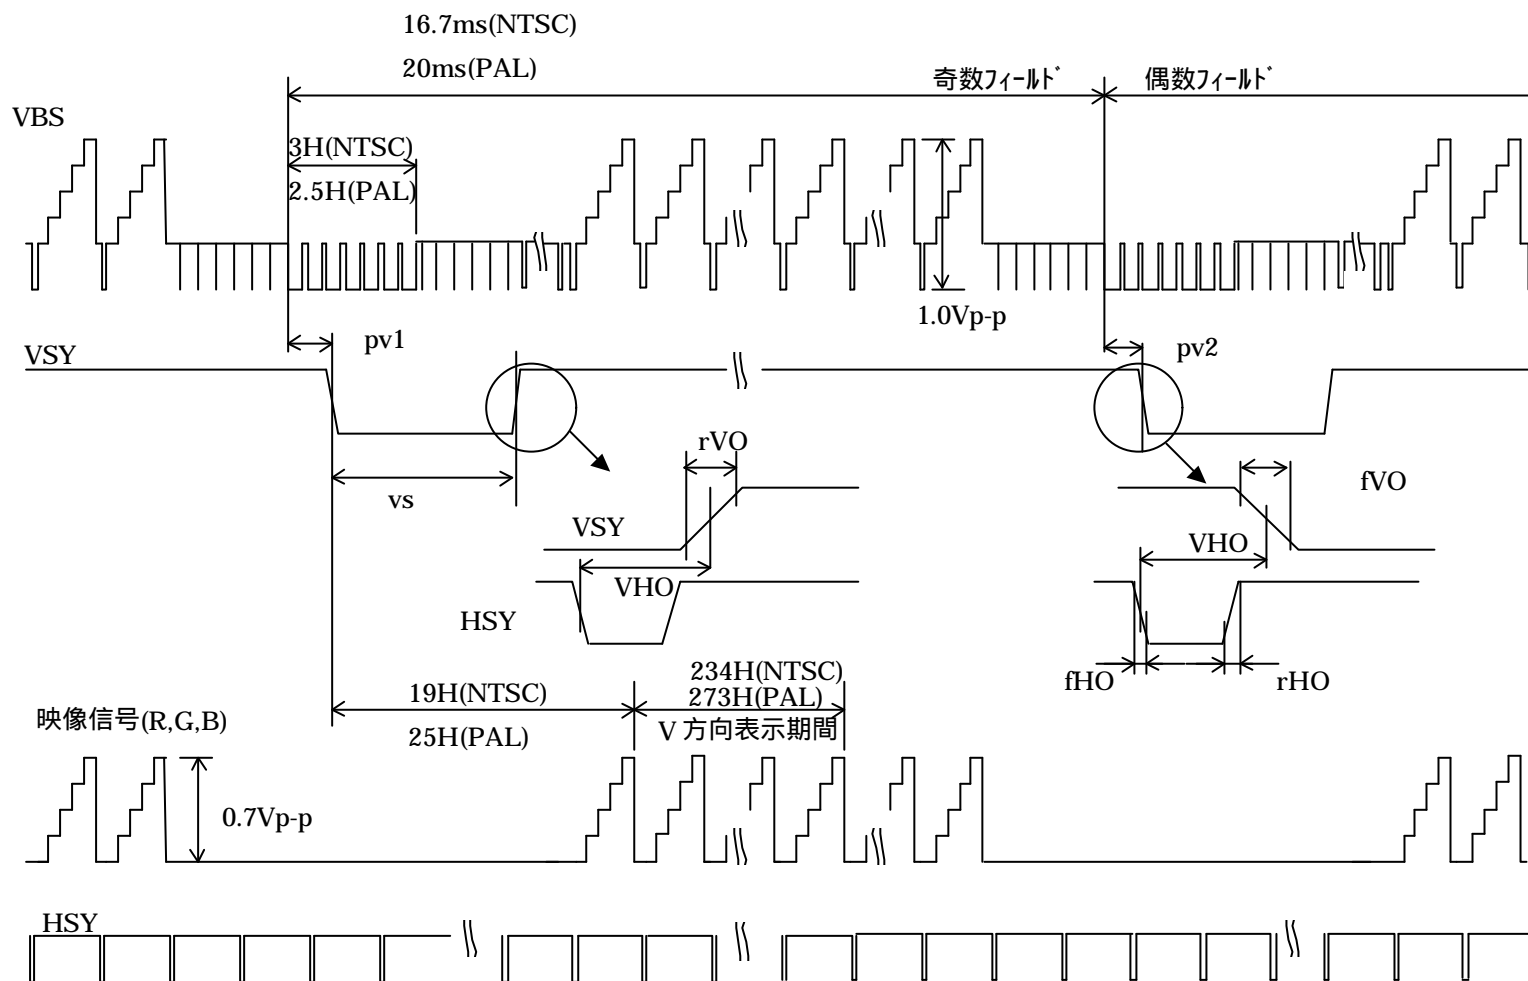 16.7ms(NTSC)
20ms(PAL)
奇数フィールド
偶数フィールド
VBS
3H(NTSC)
2.5H(PAL)
1.0Vp-p
pv1
pv2
VSY
rVO
fVO
vs
VSY
VHO
VHO
HSY
fHO
rHO
234H(NTSC)
19H(NTSC)
273H(PAL)
映像信号(R,G,B)
25H(PAL)
V 方向表示期間
0.7Vp-p
HSY